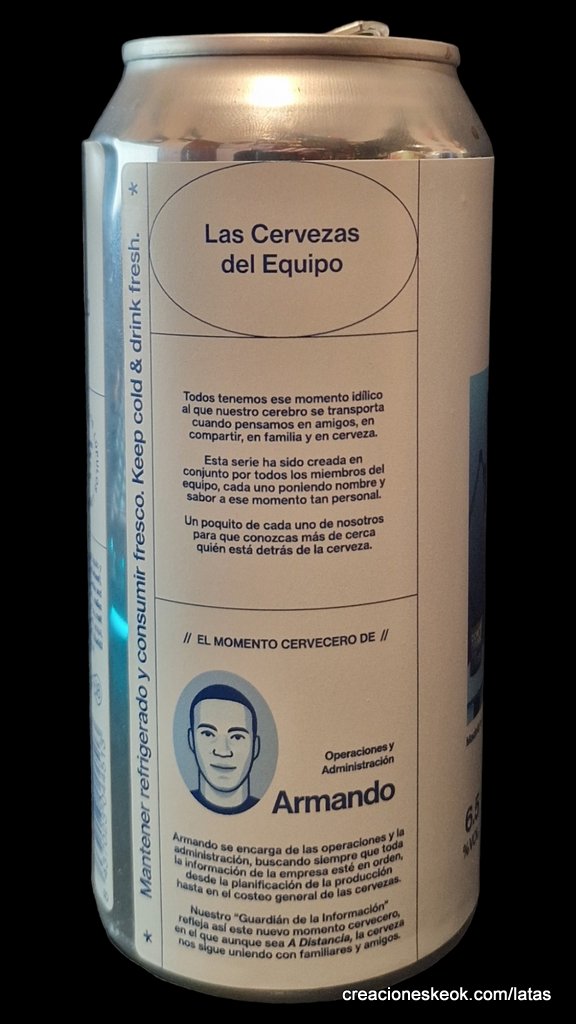 Las Cervezas
del Equipo
Todos tenemos ese momento idílico
al que nuestro cerebro se transporta
cuando pensamos en amigos, en
compartir, en familia y en cerveza.
Esta serie ha sido creada en
conjunto por todos los miembros del
equipo, cada uno poniendo nombre y
sabor a ese momento tan personal.
Un poquito de cada uno de nosotros
para que conozcas más de cerca
quién está detrás de la cerveza.
// EL MOMENTO CERVECERO DE //
Operaciones y
Administración
Armando
Armando se encarga de las operaciones y la
administración, buscando siempre que toda
la información de la empresa esté en orden,
desde la planificación de la producción
hasta en el costeo general de las cervezas.
Nuestro "Guardián de la Información"
refleja así este nuevo momento cervecero,
en el que aunque sea A Distancia, la cerveza
nos sigue uniendo con familiares y amigos.
* Mantener refrigerado y consumir fresco. Keep cold & drink fresh. *
6.5
creacioneskeok.com/latas